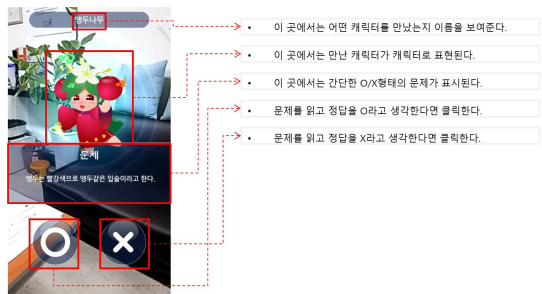 앵두나무
문제
앵두는 빨강색으로 앵두같은 입술이라고 한다.
• 이 곳에서는 어떤 캐릭터를 만났는지 이름을 보여준다.
• 이 곳에서는 만난 캐릭터가 캐릭터로 표현된다.
• 이 곳에서는 간단한 O/X형태의 문제가 표시된다.
• 문제를 읽고 정답을 O라고 생각한다면 클릭한다.
• 문제를 읽고 정답을 X라고 생각한다면 클릭한다.